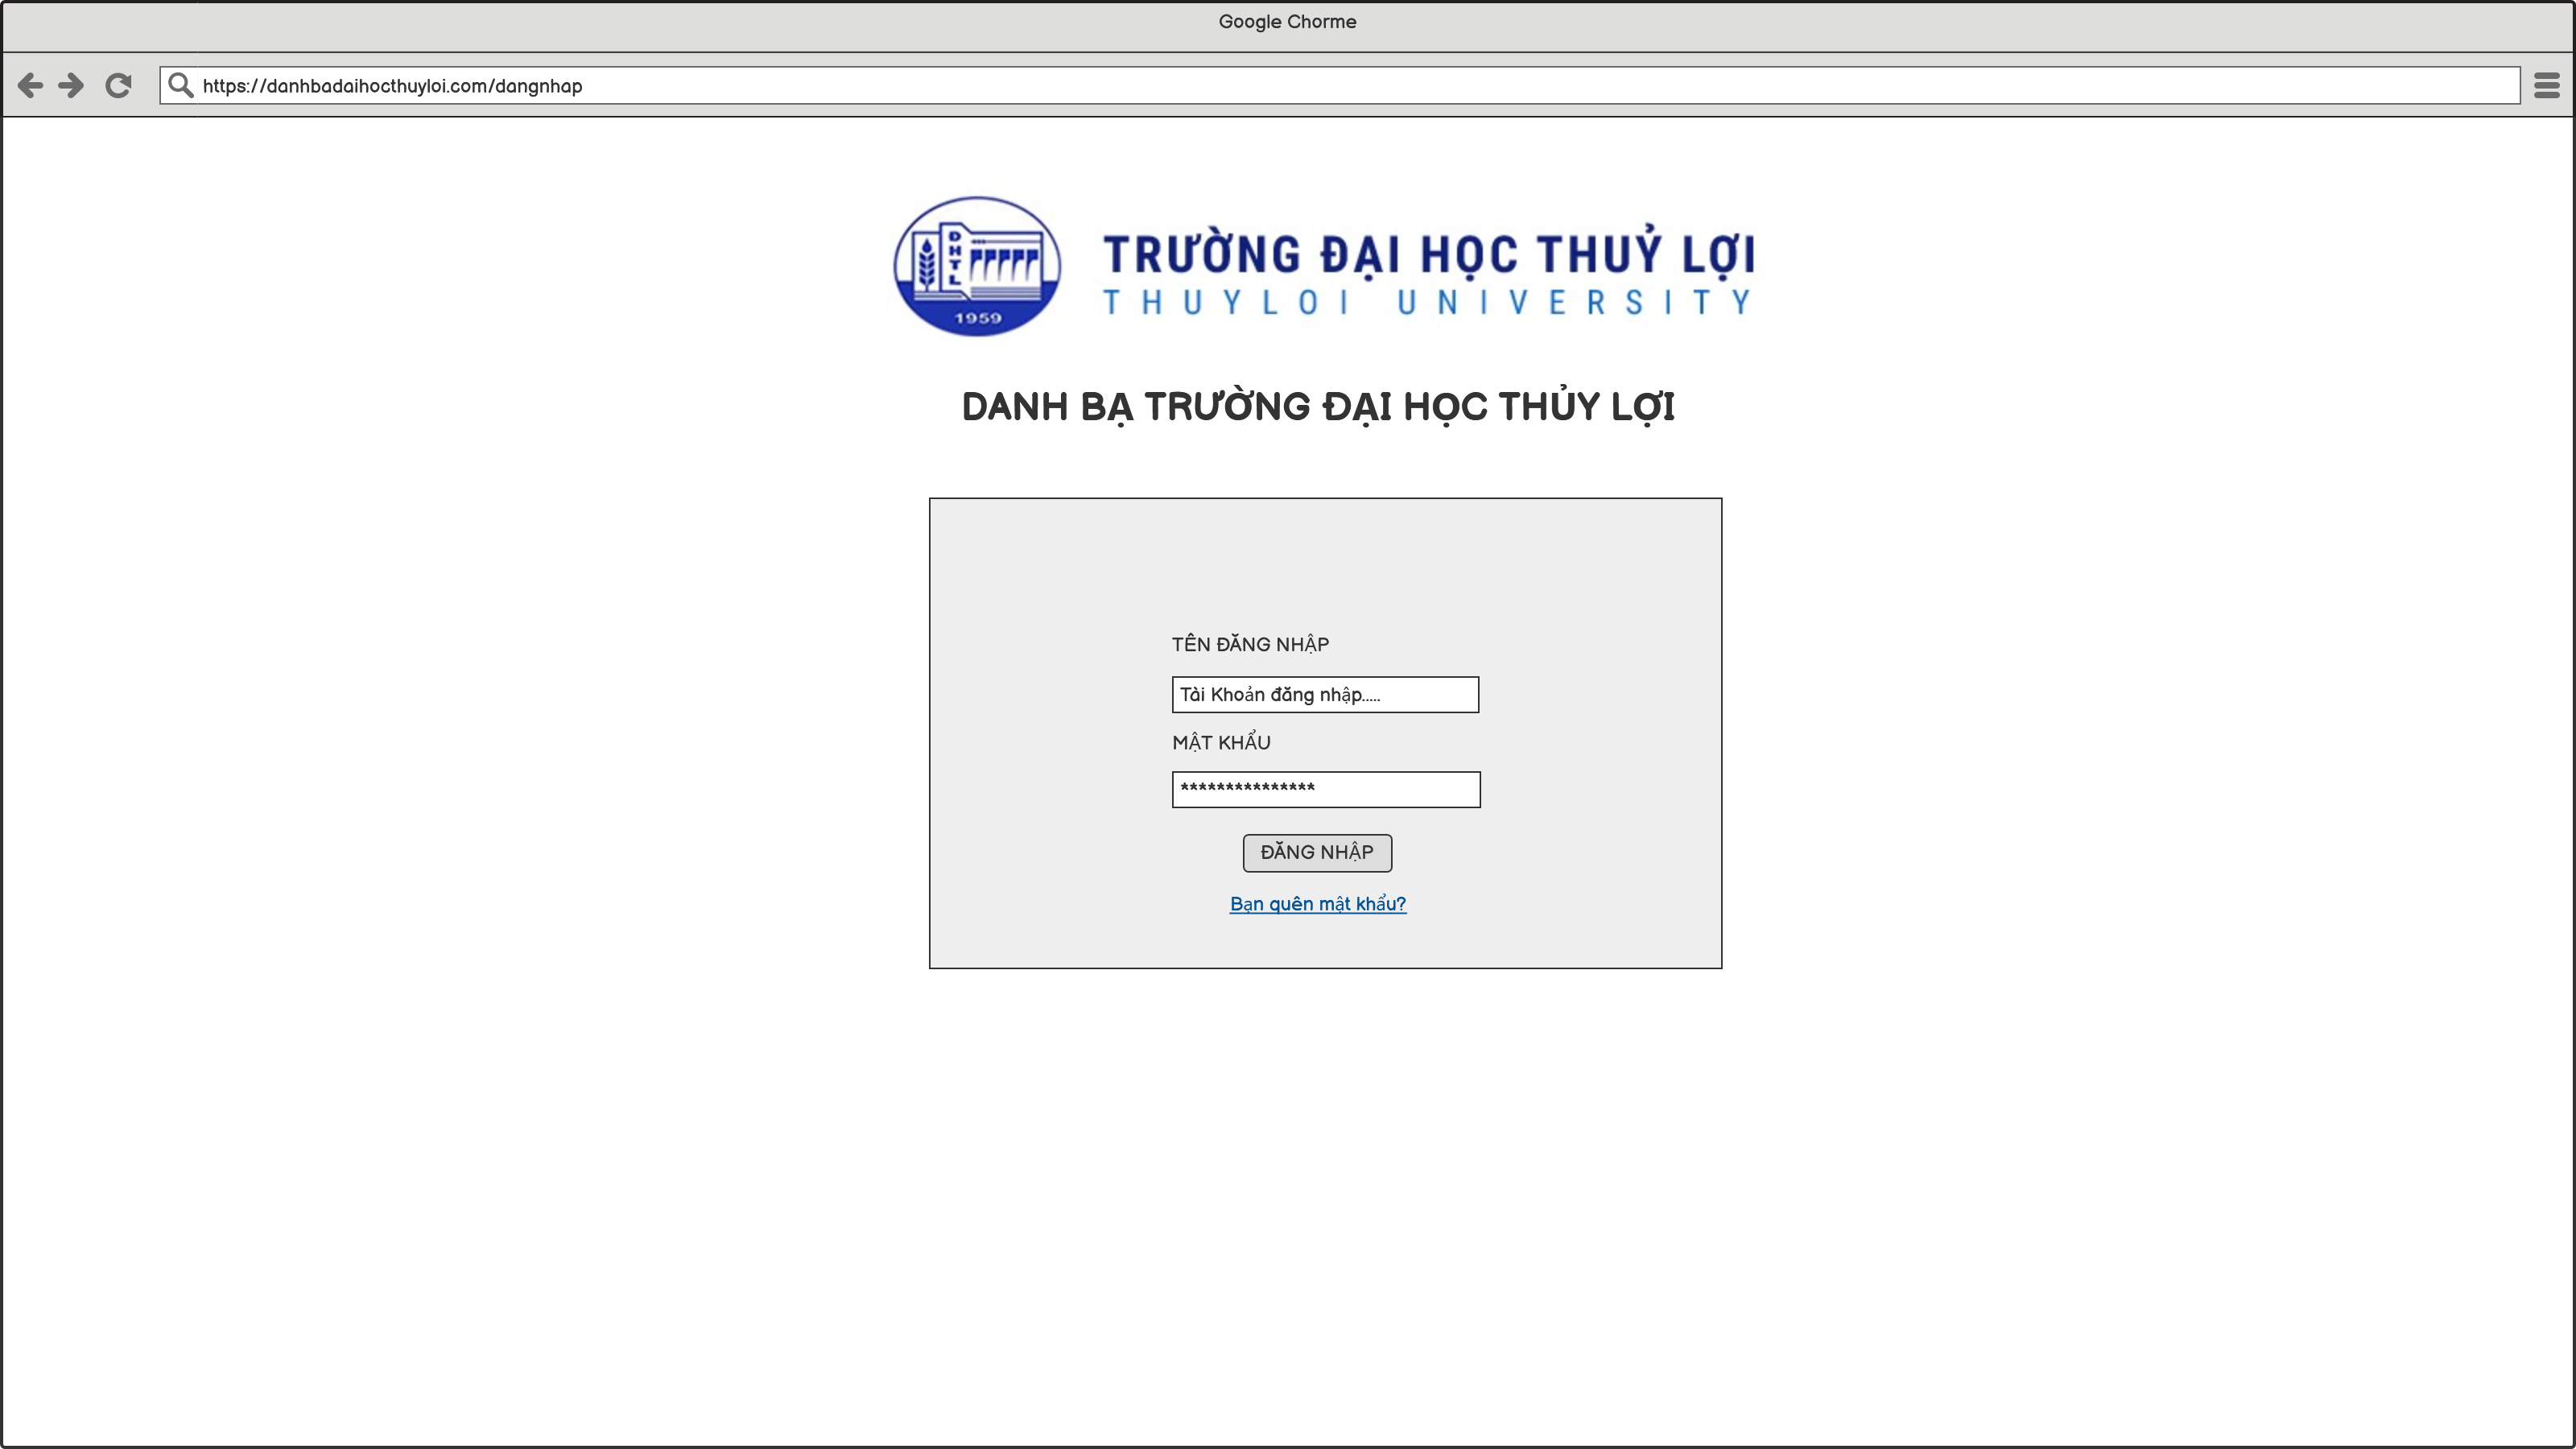 Google Chorme
https://danhbadaihocthuyloi.com/dangnhap
DHTL
1959
TRƯỜNG ĐẠI HỌC THUỶ LỢI
THUYLOI UNIVERSITY
DANH BẠ TRƯỜNG ĐẠI HỌC THỦY LỢI
TÊN ĐĂNG NHẬP
Tài Khoản đăng nhập.....
MẬT KHẨU
***************
ĐĂNG NHẬP
Bạn quên mật khẩu?